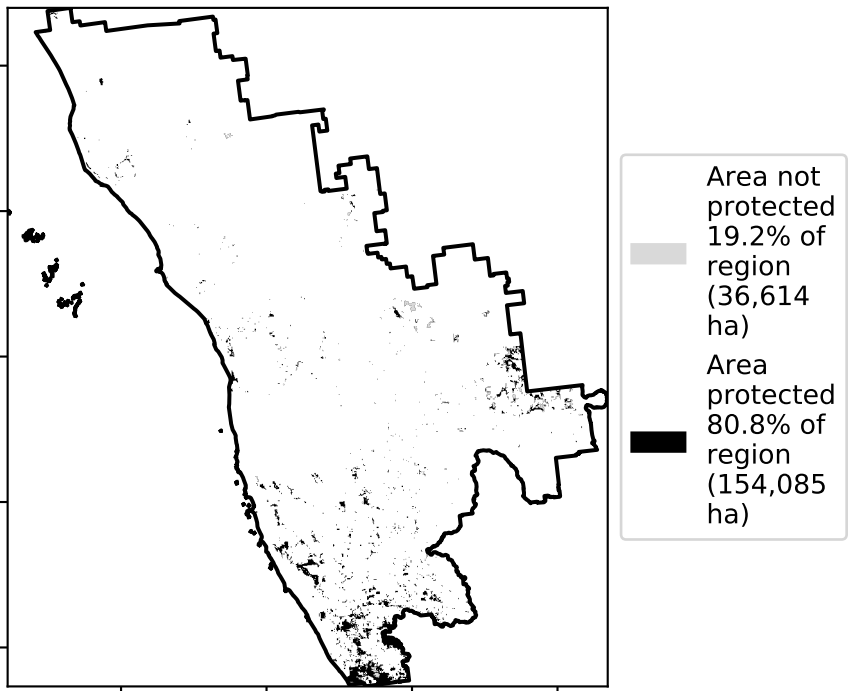 Area not
protected
19.2% of
region
(36,614
ha)
Area
protected
80.8% of
region
(154,085
ha)